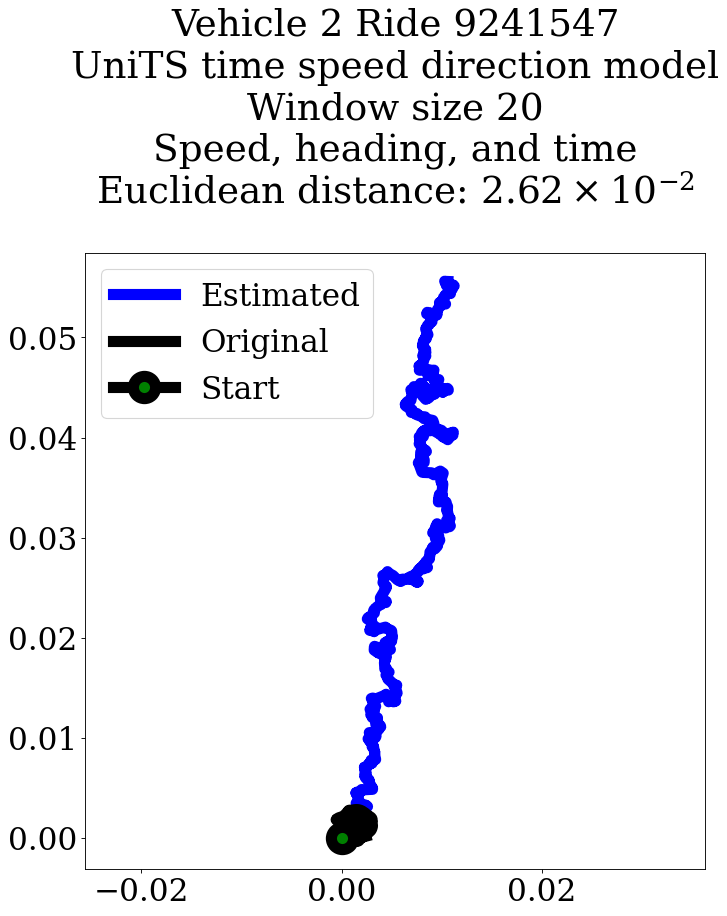 Vehicle 2 Ride 9241547
UniTS time speed direction model
Window size 20
Speed, heading, and time
Euclidean distance: 2.62 × 10⁻²
Estimated
Original
Start
0.05
0.04
0.03
0.02
0.01
0.00
−0.02 0.00 0.02